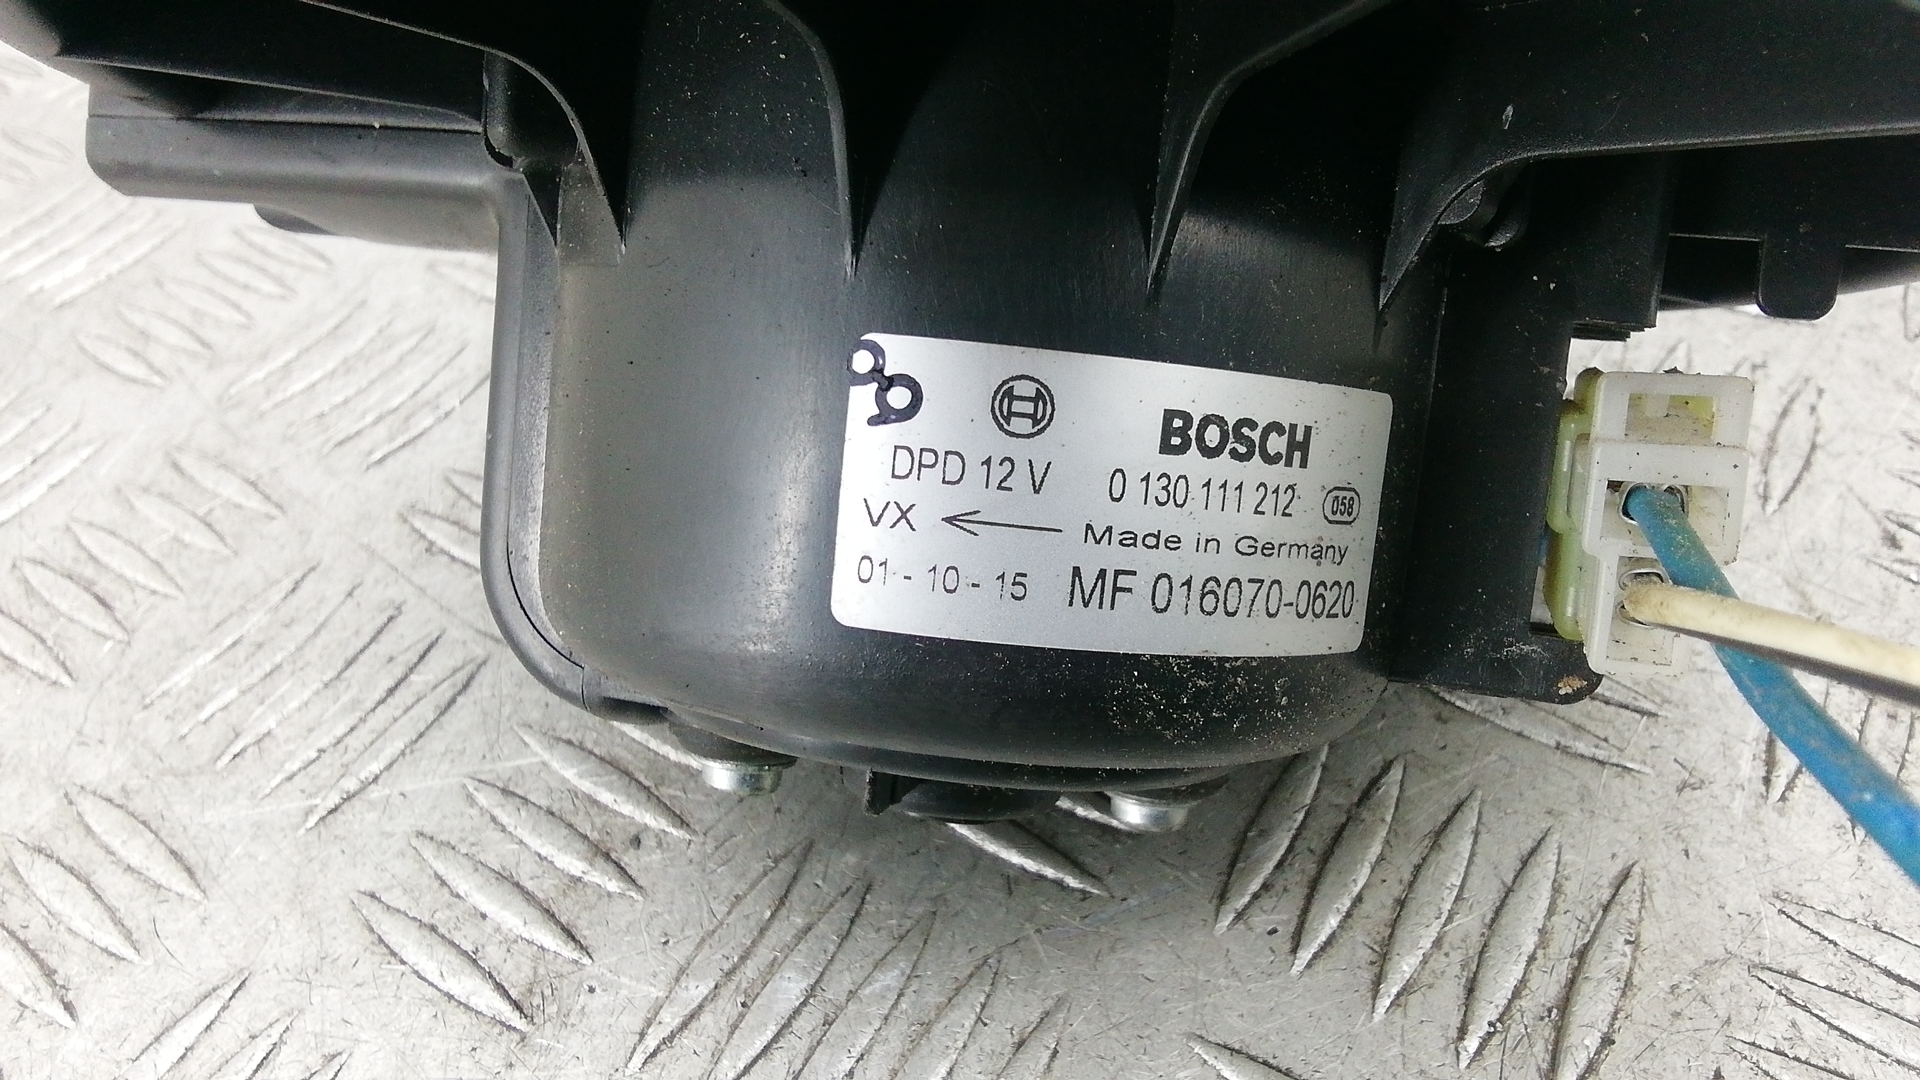 BOSCH
DPD 12 V 0 130 111 212 058
VX Made in Germany
01 - 10 - 15 MF 016070-0620